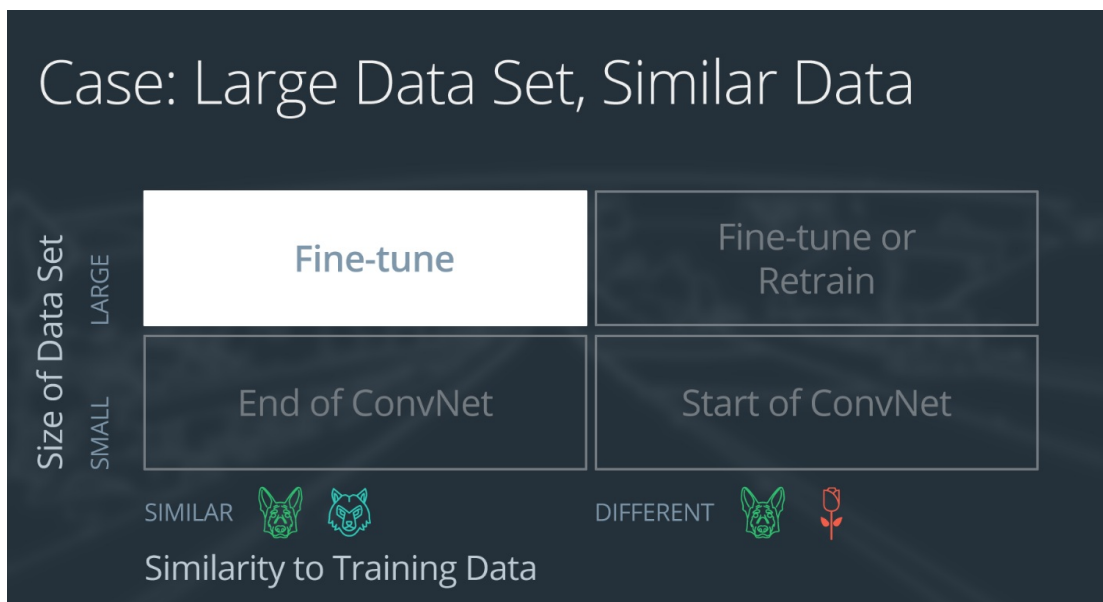 Case: Large Data Set, Similar Data
Size of Data Set
LARGE
SMALL
Fine-tune
Fine-tune or
Retrain
End of ConvNet
Start of ConvNet
SIMILAR
DIFFERENT
Similarity to Training Data